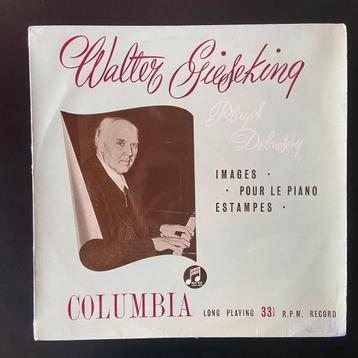 Walter Gieseking
Plays
Debussy
IMAGES ·
· POUR LE PIANO
ESTAMPES ·
COLUMBIA
LONG PLAYING 33⅓ R.P.M. RECORD